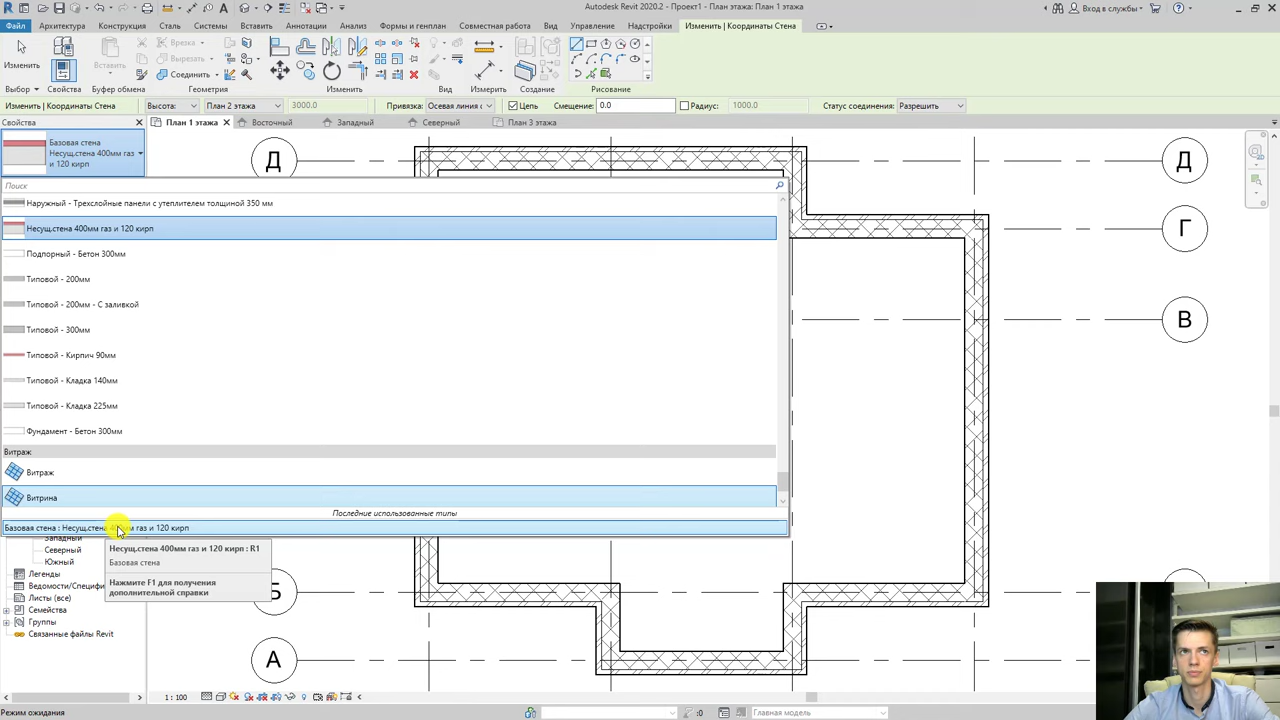 Autodesk Revit 2020.2 - Проект1 - План этажа: План 1 этажа
Вход в службы
Файл Архитектура Конструкция Сталь Системы Вставить Аннотации Анализ Формы и генплан Совместная работа Вид Управление Надстройки Изменить | Координаты Стена
Изменить
Вставить
Врезка
Вырезать
Соединить
Выбор Свойства Буфер обмена Геометрия Изменить Вид Измерить Создание Рисование
Изменить | Координаты Стена Высота: План 2 этажа 3000.0 Привязка: Осевая линия с Цепь Смещение: 0.0 Радиус: 1000.0 Статус соединения: Разрешить
Свойства
План 1 этажа Восточный Западный Северный План 3 этажа
Базовая стена
Несущ.стена 400мм газ
и 120 кирп
Поиск
Наружный - Трехслойные панели с утеплителем толщиной 350 мм
Несущ.стена 400мм газ и 120 кирп
Подпорный - Бетон 300мм
Типовой - 200мм
Типовой - 200мм - С заливкой
Типовой - 300мм
Типовой - Кирпич 90мм
Типовой - Кладка 140мм
Типовой - Кладка 225мм
Фундамент - Бетон 300мм
Витраж
Витраж
Витрина
Последние использованные типы
Базовая стена : Несущ.стена 400мм газ и 120 кирп
Несущ.стена 400мм газ и 120 кирп : R1
Базовая стена
Нажмите F1 для получения
дополнительной справки
Западный
Северный
Южный
Легенды
Ведомости/Специфи
Листы (все)
Семейства
Группы
Связанные файлы Revit
Д
Д
Г
В
Б
А
1 : 100
Режим ожидания
:0
Главная модель